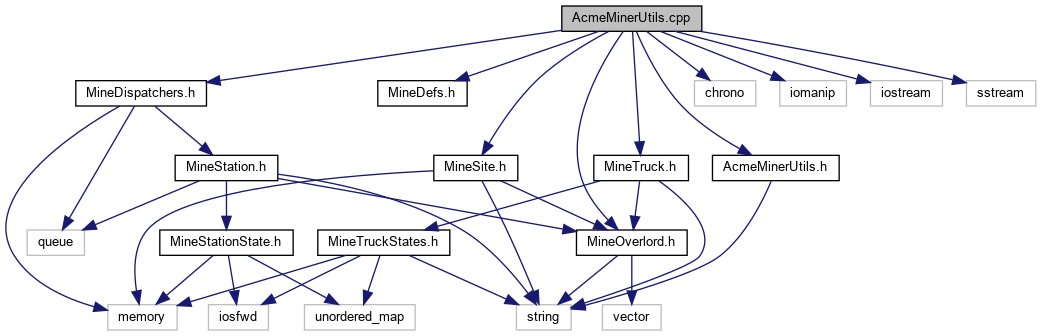 AcmeMinerUtils.cpp
MineDispatchers.h
MineDefs.h
chrono
iomanip
iostream
sstream
MineStation.h
MineSite.h
MineTruck.h
AcmeMinerUtils.h
queue
MineStationState.h
MineTruckStates.h
MineOverlord.h
memory
iosfwd
unordered_map
string
vector